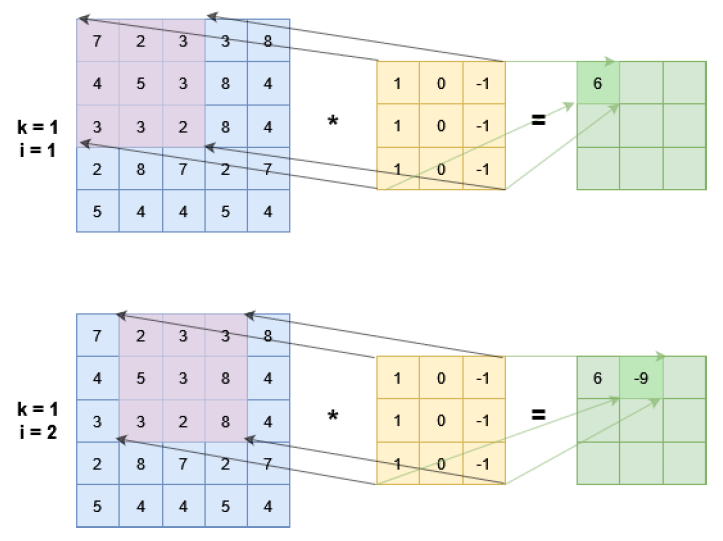 7 2 3 3 8
4 5 3 8 4 1 0 -1 6
k = 1
i = 1
3 3 2 8 4 * 1 0 -1 =
2 8 7 2 7 1 0 -1
5 4 4 5 4
7 2 3 3 8
4 5 3 8 4 1 0 -1 6 -9
k = 1
i = 2
3 3 2 8 4 * 1 0 -1 =
2 8 7 2 7 1 0 -1
5 4 4 5 4